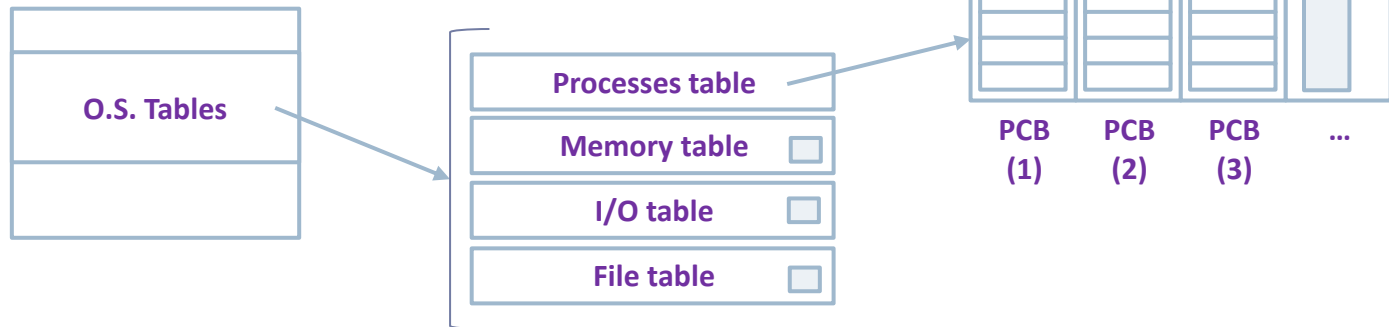 O.S. Tables
Processes table
Memory table
I/O table
File table
PCB PCB PCB ...
(1) (2) (3)